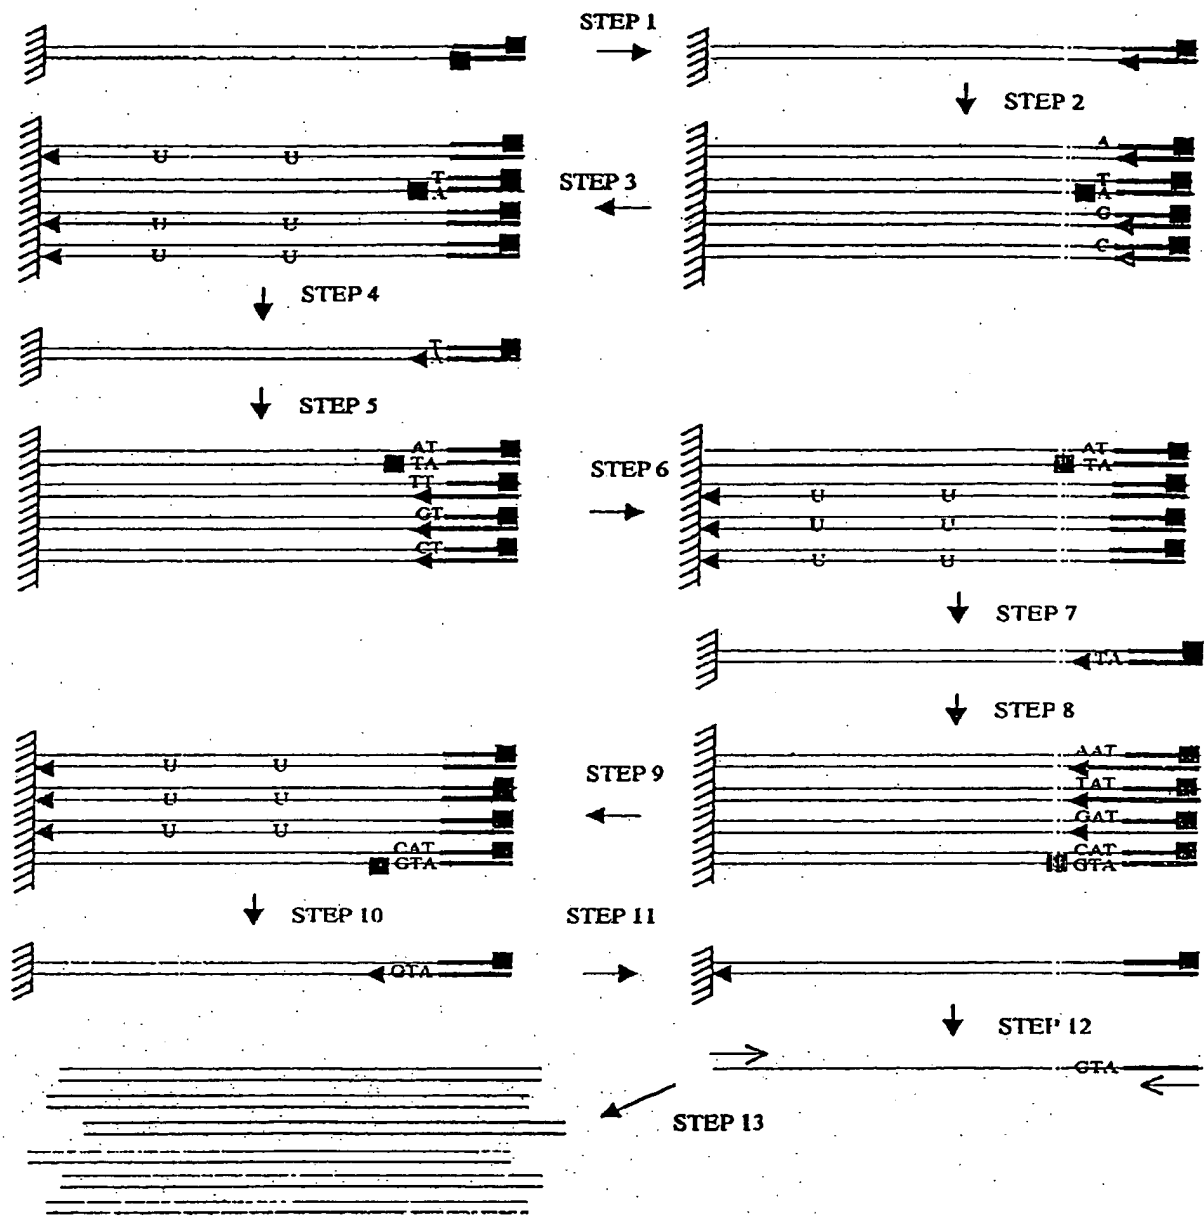 STEP 1
STEP 2
U U
A
T
A
G
C
STEP 3
T
A
U U
U U
STEP 4
T
A
STEP 5
AT
TA
TT
GT
CT
STEP 6
AT
TA
U U
U U
U U
STEP 7
TA
STEP 8
U U
U U
U U
CAT
GTA
STEP 9
AAT
TAT
GAT
CAT
GTA
STEP 10
GTA
STEP 11
STEP 12
GTA
STEP 13